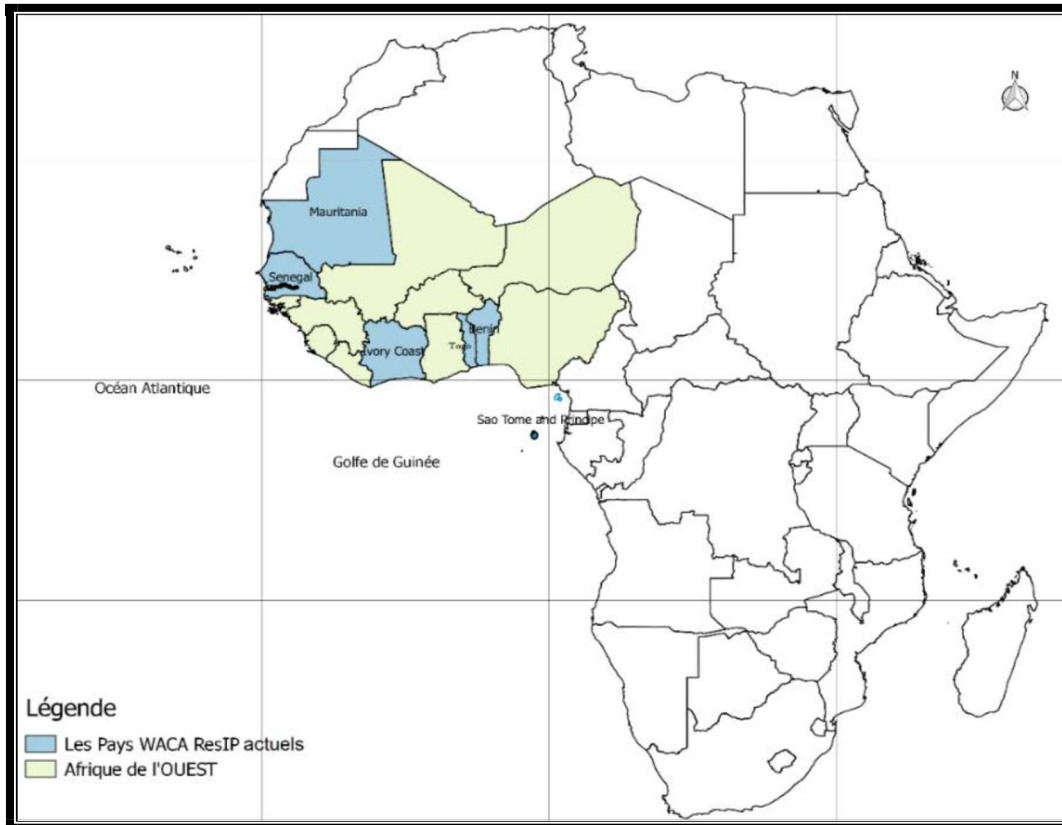 N
Mauritania
Senegal
Benin
Togo
Ivory Coast
Océan Atlantique
Sao Tome and Principe
Golfe de Guinée
Légende
Les Pays WACA ResIP actuels
Afrique de l'OUEST